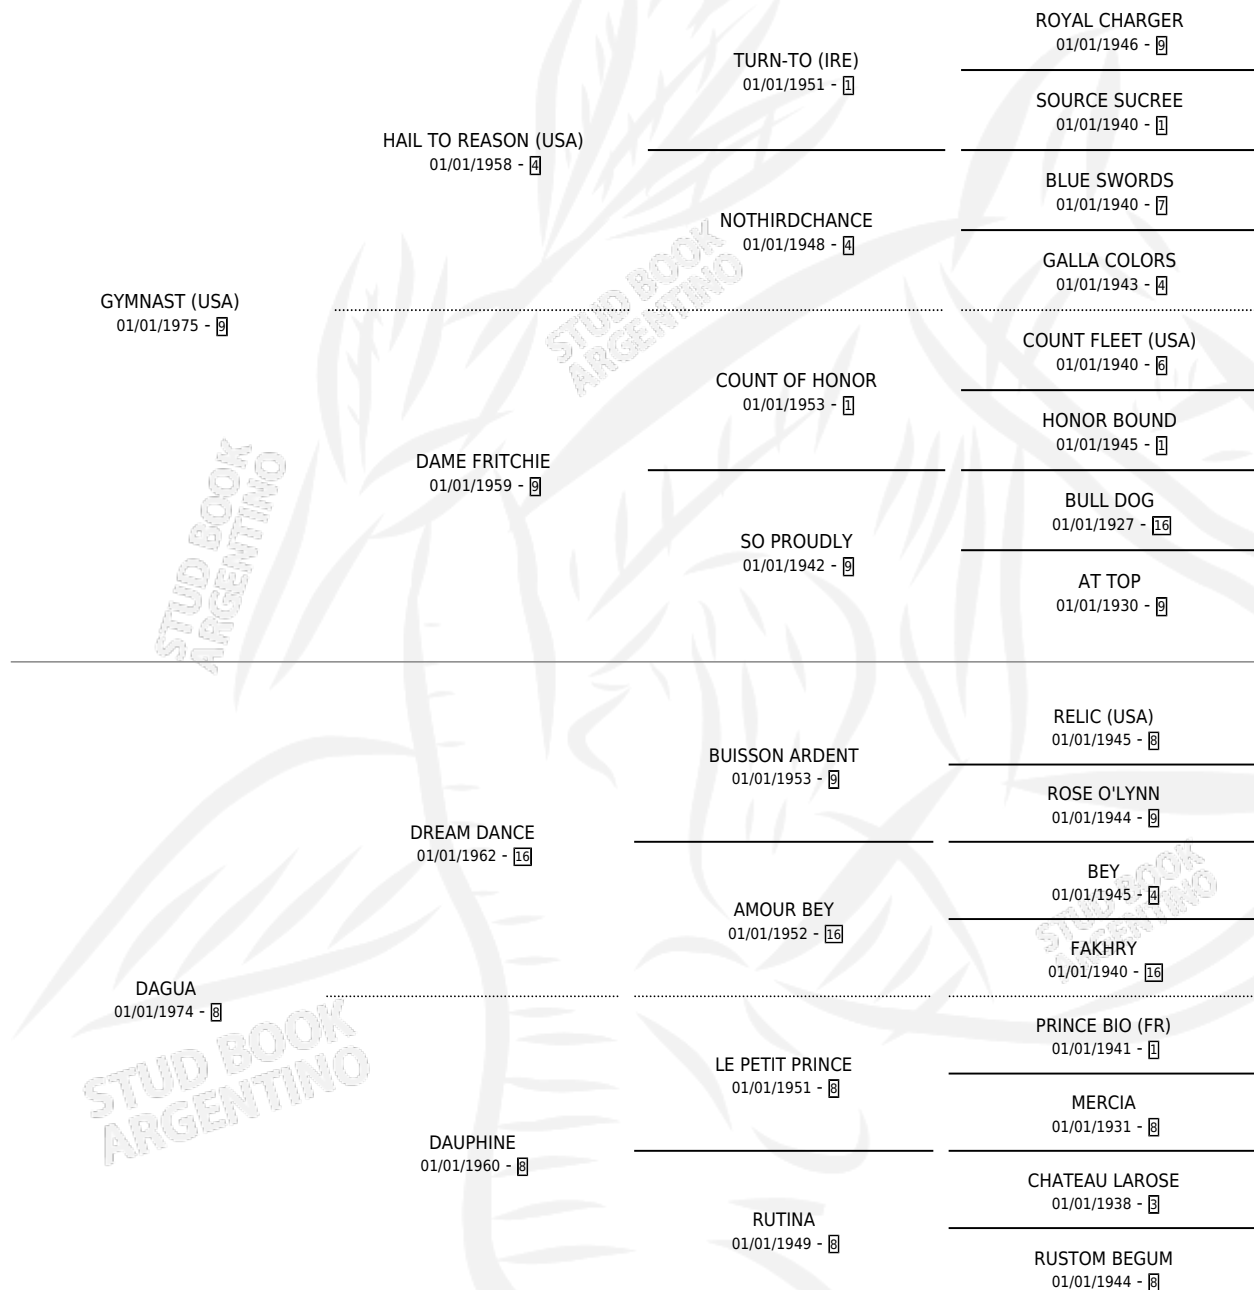 ROYAL CHARGER
01/01/1946 - 9
TURN-TO (IRE)
01/01/1951 - 1
SOURCE SUCREE
01/01/1940 - 1
HAIL TO REASON (USA)
01/01/1958 - 4
BLUE SWORDS
01/01/1940 - 7
NOTHIRDCHANCE
01/01/1948 - 4
GALLA COLORS
01/01/1943 - 4
GYMNAST (USA)
01/01/1975 - 9
COUNT FLEET (USA)
01/01/1940 - 6
COUNT OF HONOR
01/01/1953 - 1
HONOR BOUND
01/01/1945 - 1
DAME FRITCHIE
01/01/1959 - 9
BULL DOG
01/01/1927 - 16
SO PROUDLY
01/01/1942 - 9
AT TOP
01/01/1930 - 9
RELIC (USA)
01/01/1945 - 8
BUISSON ARDENT
01/01/1953 - 9
ROSE O'LYNN
01/01/1944 - 9
DREAM DANCE
01/01/1962 - 16
BEY
01/01/1945 - 4
AMOUR BEY
01/01/1952 - 16
FAKHRY
01/01/1940 - 16
DAGUA
01/01/1974 - 8
PRINCE BIO (FR)
01/01/1941 - 1
LE PETIT PRINCE
01/01/1951 - 8
MERCIA
01/01/1931 - 8
DAUPHINE
01/01/1960 - 8
CHATEAU LAROSE
01/01/1938 - 3
RUTINA
01/01/1949 - 8
RUSTOM BEGUM
01/01/1944 - 8
STUD BOOK
ARGENTINO
STUD BOOK
ARGENTINO
STUD BOOK
ARGENTINO
STUD BOOK
ARGENTINO